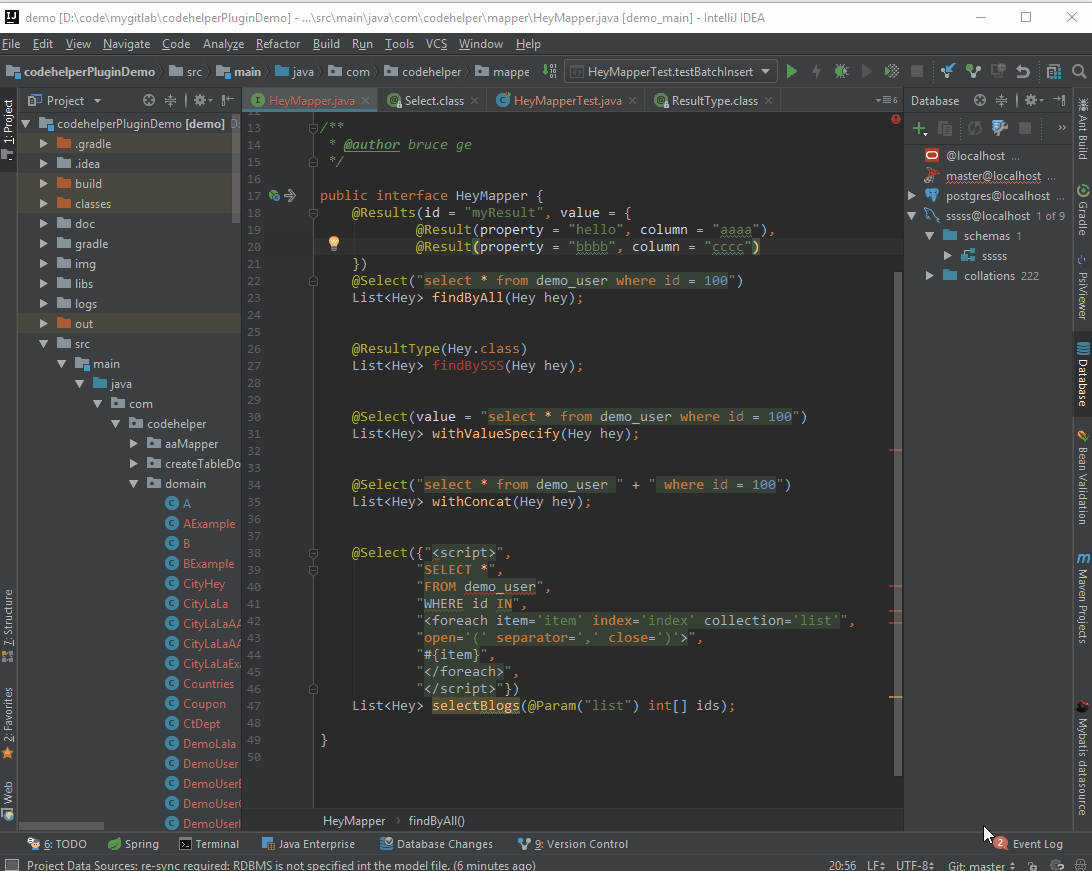 demo [D:\code\mygitlab\codehelperPluginDemo] - ...\src\main\java\com\codehelper\mapper\HeyMapper.java [demo_main] - IntelliJ IDEA
File Edit View Navigate Code Analyze Refactor Build Run Tools VCS Window Help
codehelperPluginDemo src main java com codehelper mappe HeyMapperTest.testBatchInsert
1: Project
7: Structure
2: Favorites
Web
Project
codehelperPluginDemo [demo] D:
.gradle
.idea
build
classes
doc
gradle
img
libs
logs
out
src
main
java
com
codehelper
aaMapper
createTableDo
domain
A
AExample
B
BExample
CityHey
CityLaLa
CityLaLaAA
CityLaLaAA
CityLaLaExa
Countries
Coupon
CtDept
DemoLala
DemoUser
DemoUserE
DemoUserC
DemoUserI
HeyMapper.java Select.class HeyMapperTest.java ResultType.class 6
12
13 /**
14 * @author bruce ge
15 */
16
17 public interface HeyMapper {
18 @Results(id = "myResult", value = {
19 @Result(property = "hello", column = "aaaa"),
20 @Result(property = "bbbb", column = "cccc")
21 })
22 @Select("select * from demo_user where id = 100")
23 List<Hey> findByAll(Hey hey);
24
25
26 @ResultType(Hey.class)
27 List<Hey> findBySSS(Hey hey);
28
29
30 @Select(value = "select * from demo_user where id = 100")
31 List<Hey> withValueSpecify(Hey hey);
32
33
34 @Select("select * from demo_user " + " where id = 100")
35 List<Hey> withConcat(Hey hey);
36
37
38 @Select({"<script>",
39 "SELECT *",
40 "FROM demo_user",
41 "WHERE id IN",
42 "<foreach item='item' index='index' collection='list'",
43 "open='(' separator=',' close=')'>",
44 "#{item}",
45 "</foreach>",
46 "</script>"})
47 List<Hey> selectBlogs(@Param("list") int[] ids);
48
49 }
50
HeyMapper › findByAll()
Database
@localhost ...
master@localhost ...
postgres@localhost ...
sssss@localhost 1 of 9
schemas 1
sssss
collations 222
Ant Build
Gradle
PsiViewer
Database
Bean Validation
Maven Projects
Mybatis datasource
6: TODO Spring Terminal Java Enterprise Database Changes 9: Version Control 2 Event Log
Project Data Sources: re-sync required: RDBMS is not specified int the model file. (6 minutes ago) 20:56 LF÷ UTF-8÷ Git: master